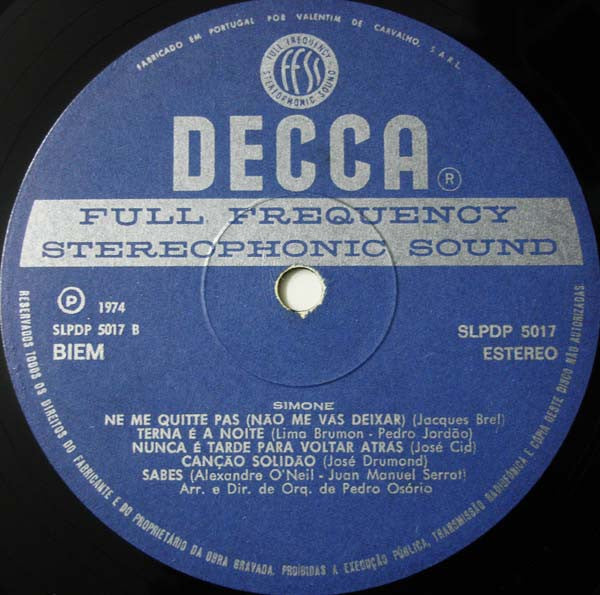 FABRICADO EM PORTUGAL POR VALENTIM DE CARVALHO, S.A.R.L.
FULL FREQUENCY
FFSS
STEREOPHONIC SOUND
DECCA ®
FULL FREQUENCY
STEREOPHONIC SOUND
Ⓟ 1974
SLPDP 5017 B
BIEM
SLPDP 5017
ESTEREO
SIMONE
NE ME QUITTE PAS (NÃO ME VÁS DEIXAR) (Jacques Brel)
TERNA É A NOITE (Lima Brumon - Pedro Jordão)
NUNCA É TARDE PARA VOLTAR ATRÁS (José Cid)
CANÇÃO SOLIDÃO (José Drumond)
SABES (Alexandre O'Neil - Juan Manuel Serrat)
Arr. e Dir. de Orq. de Pedro Osório
RESERVADOS TODOS OS DIREITOS DO FABRICANTE E DO PROPRIETÁRIO DA OBRA GRAVADA. PROÍBIDAS A EXECUÇÃO PÚBLICA, TRANSMISSÃO RADIOFÓNICA E CÓPIA DESTE DISCO NÃO AUTORIZADAS.